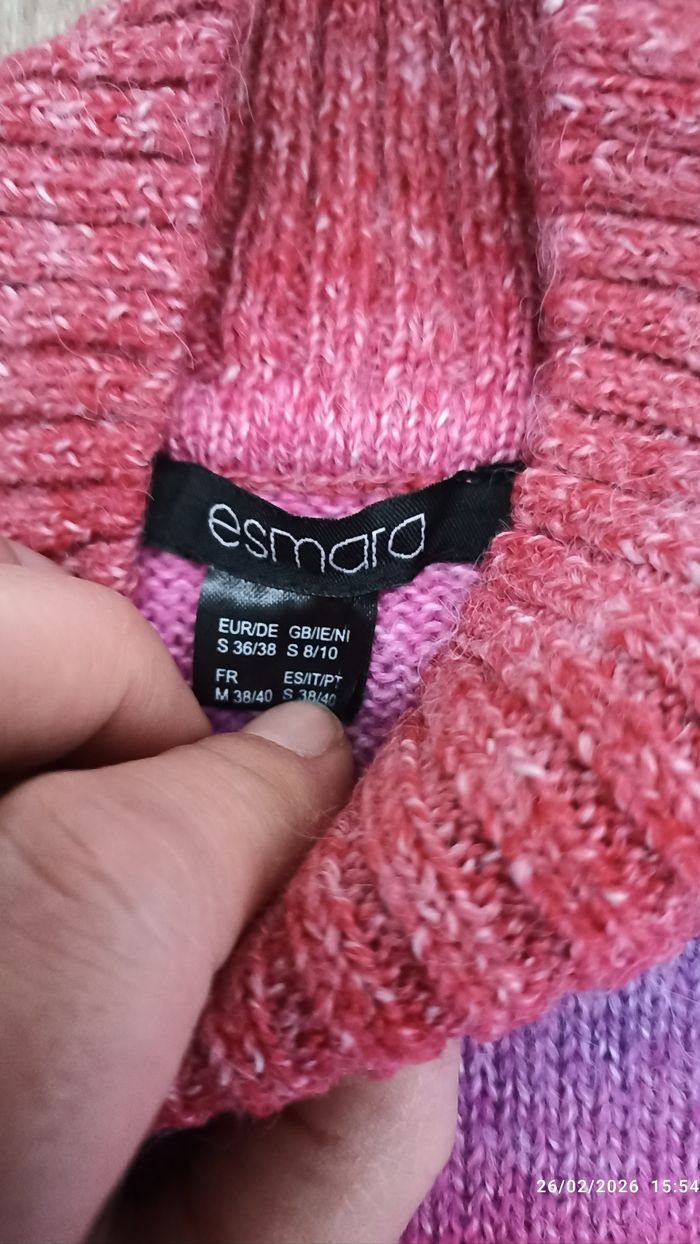 esmara
EUR/DE GB/IE/NI
S 36/38 S 8/10
FR ES/IT/PT
M 38/40 S 38/40
26/02/2026 15:54